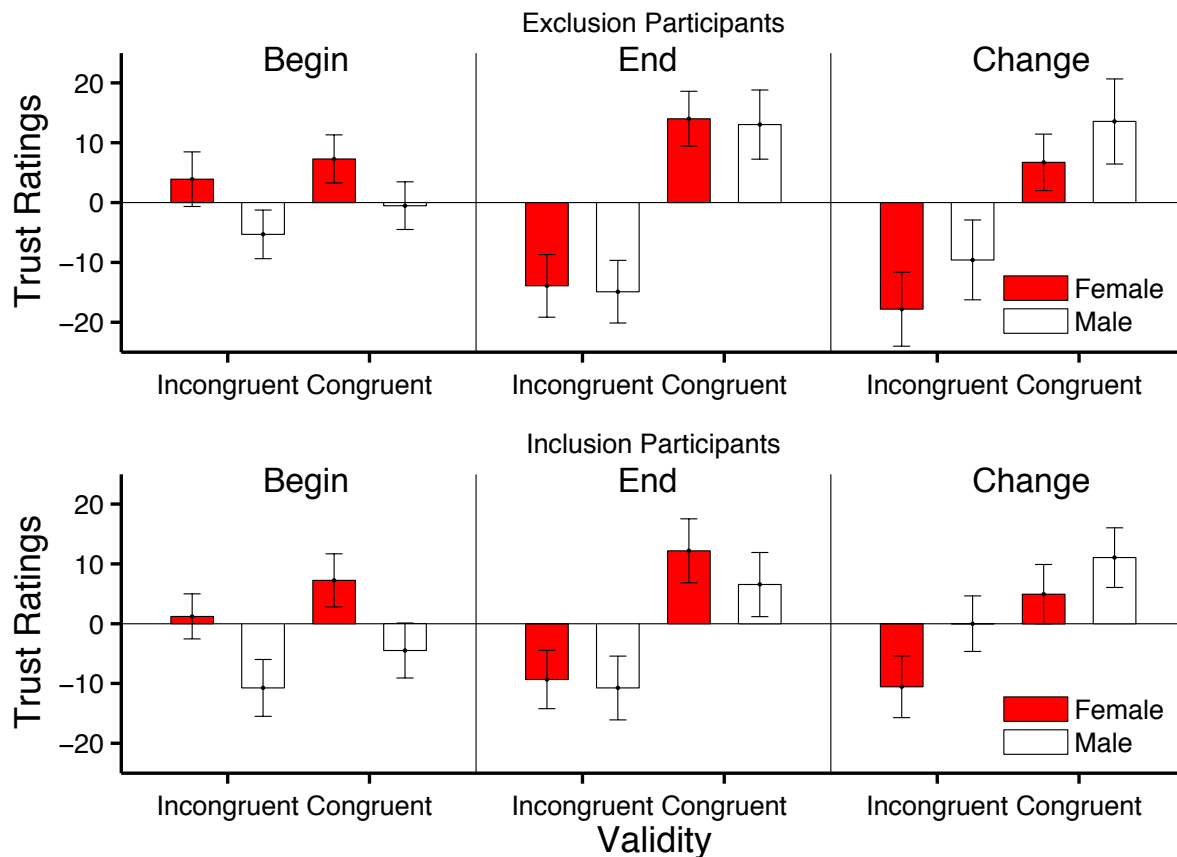 Exclusion Participants
Begin End Change
Trust Ratings
20
10
0
−10
−20
Female
Male
Incongruent Congruent Incongruent Congruent Incongruent Congruent
Inclusion Participants
Begin End Change
Trust Ratings
20
10
0
−10
−20
Female
Male
Incongruent Congruent Incongruent Congruent Incongruent Congruent
Validity